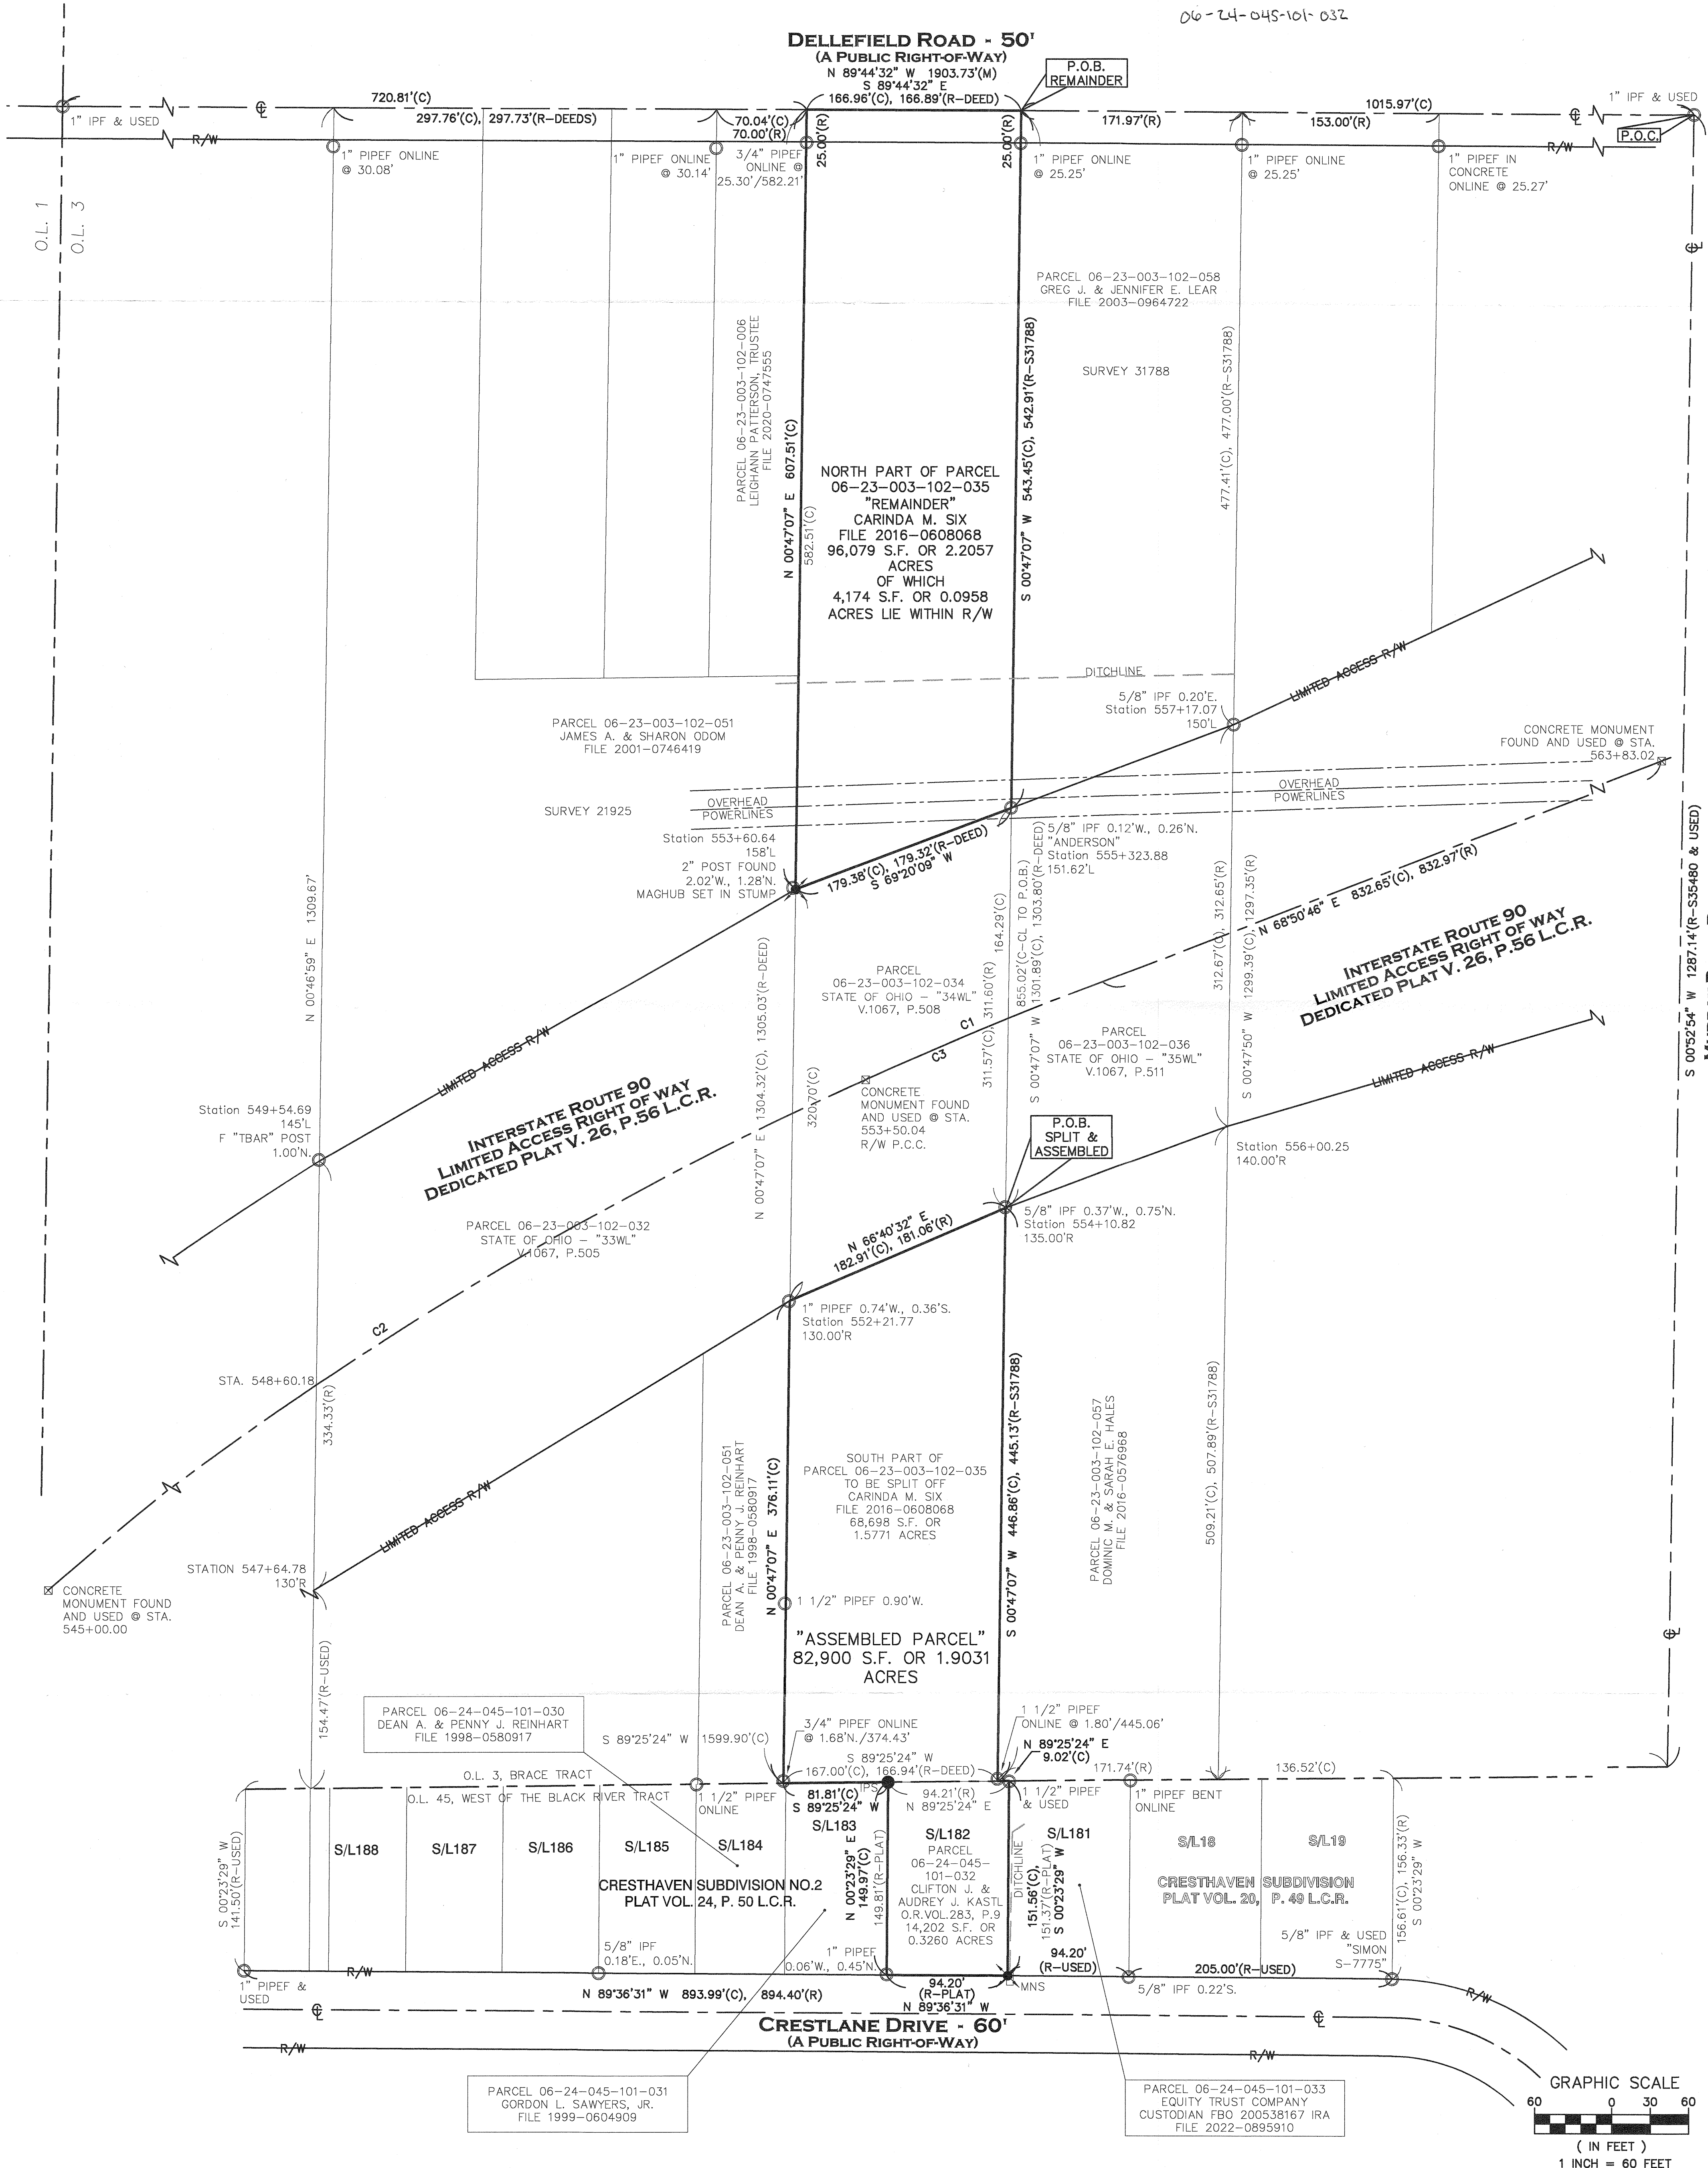 06-24-045-101-032
DELLEFIELD ROAD - 50'
(A PUBLIC RIGHT-OF-WAY)
N 89°44'32" W 1903.73'(M)
S 89°44'32" E
166.96'(C), 166.89'(R-DEED)
P.O.B.
REMAINDER
720.81'(C)
1015.97'(C)
1" IPF & USED
1" IPF & USED
P.O.C.
297.76'(C), 297.73'(R-DEEDS)
70.04'(C)
70.00'(R)
171.97'(R)
153.00'(R)
R/W
R/W
25.00'(R)
25.00'(R)
1" PIPEF ONLINE
@ 30.08'
1" PIPEF ONLINE
@ 30.14'
3/4" PIPEF
ONLINE @
25.30'/582.21'
1" PIPEF ONLINE
@ 25.25'
1" PIPEF ONLINE
@ 25.25'
1" PIPEF IN
CONCRETE
ONLINE @ 25.27'
O.L. 1
O.L. 3
PARCEL 06-23-003-102-058
GREG J. & JENNIFER E. LEAR
FILE 2003-0964722
SURVEY 31788
PARCEL 06-23-003-102-006
LEIGHANN PATTERSON, TRUSTEE
FILE 2020-0747555
N 00°47'07" E 607.51'(C)
582.51'(C)
NORTH PART OF PARCEL
06-23-003-102-035
"REMAINDER"
CARINDA M. SIX
FILE 2016-0608068
96,079 S.F. OR 2.2057
ACRES
OF WHICH
4,174 S.F. OR 0.0958
ACRES LIE WITHIN R/W
S 00°47'07" W 543.45'(C), 542.91'(R-S31788)
477.41'(C), 477.00'(R-S31788)
LIMITED ACCESS R/W
DITCHLINE
5/8" IPF 0.20'E.
Station 557+17.07
150'L
CONCRETE MONUMENT
FOUND AND USED @ STA.
563+83.02
PARCEL 06-23-003-102-051
JAMES A. & SHARON ODOM
FILE 2001-0746419
SURVEY 21925
OVERHEAD
POWERLINES
OVERHEAD
POWERLINES
Station 553+60.64
158'L
2" POST FOUND
2.02'W., 1.28'N.
MAGHUB SET IN STUMP
179.38'(C), 179.32'(R-DEED)
S 69°20'09" W
5/8" IPF 0.12'W., 0.26'N.
"ANDERSON"
Station 555+323.88
151.62'L
N 68°50'46" E 832.65'(C), 832.97'(R)
N 00°46'59" E 1309.67'
N 00°47'07" E 1304.32'(C), 1305.03'(R-DEED)
320.70'(C)
311.57'(C), 311.60'(R)
164.29'(C)
855.02'(C-CL TO P.O.B.)
S 00°47'07" W 1301.89'(C), 1303.80'(R-DEED)
312.67'(C), 312.65'(R)
S 00°47'50" W 1299.39'(C), 1297.35'(R)
S 00°52'54" W 1287.14'(R-S35480 & USED)
INTERSTATE ROUTE 90
LIMITED ACCESS RIGHT OF WAY
DEDICATED PLAT V. 26, P.56 L.C.R.
PARCEL
06-23-003-102-034
STATE OF OHIO - "34WL"
V.1067, P.508
C1
C3
PARCEL
06-23-003-102-036
STATE OF OHIO - "35WL"
V.1067, P.511
CONCRETE
MONUMENT FOUND
AND USED @ STA.
553+50.04
R/W P.C.C.
LIMITED ACCESS R/W
LIMITED ACCESS R/W
Station 549+54.69
145'L
F "TBAR" POST
1.00'N.
INTERSTATE ROUTE 90
LIMITED ACCESS RIGHT OF WAY
DEDICATED PLAT V. 26, P.56 L.C.R.
P.O.B.
SPLIT &
ASSEMBLED
Station 556+00.25
140.00'R
PARCEL 06-23-003-102-032
STATE OF OHIO - "33WL"
V.1067, P.505
N 66°40'32" E
182.91'(C), 181.06'(R)
5/8" IPF 0.37'W., 0.75'N.
Station 554+10.82
135.00'R
1" PIPEF 0.74'W., 0.36'S.
Station 552+21.77
130.00'R
C2
STA. 548+60.18
334.33'(R)
LIMITED ACCESS R/W
PARCEL 06-23-003-102-051
DEAN A. & PENNY J. REINHART
FILE 1998-0580917
N 00°47'07" E 376.11'(C)
SOUTH PART OF
PARCEL 06-23-003-102-035
TO BE SPLIT OFF
CARINDA M. SIX
FILE 2016-0608068
68,698 S.F. OR
1.5771 ACRES
S 00°47'07" W 446.86'(C), 445.13'(R-S31788)
PARCEL 06-23-003-102-057
DOMINIC M. & SARAH E. HALES
FILE 2016-0576968
509.21'(C), 507.89'(R-S31788)
STATION 547+64.78
130'R
CONCRETE
MONUMENT FOUND
AND USED @ STA.
545+00.00
1 1/2" PIPEF 0.90'W.
"ASSEMBLED PARCEL"
82,900 S.F. OR 1.9031
ACRES
154.47'(R-USED)
PARCEL 06-24-045-101-030
DEAN A. & PENNY J. REINHART
FILE 1998-0580917
S 89°25'24" W 1599.90'(C)
3/4" PIPEF ONLINE
@ 1.68'N./374.43'
1 1/2" PIPEF
ONLINE @ 1.80'/445.06'
N 89°25'24" E
9.02'(C)
S 89°25'24" W
167.00'(C), 166.94'(R-DEED)
171.74'(R)
136.52'(C)
O.L. 3, BRACE TRACT
O.L. 45, WEST OF THE BLACK RIVER TRACT
1 1/2" PIPEF
ONLINE
81.81'(C)
S 89°25'24" W
IPS
94.21'(R)
N 89°25'24" E
1 1/2" PIPEF
& USED
1" PIPEF BENT
ONLINE
S 00°23'29" W
141.50'(R-USED)
S/L188
S/L187
S/L186
S/L185
S/L184
S/L183
S/L182
S/L181
S/L18
S/L19
N 00°23'29" E
149.97'(C)
149.81'(R-PLAT)
PARCEL
06-24-045-
101-032
CLIFTON J. &
AUDREY J. KASTL
O.R.VOL.283, P.9
14,202 S.F. OR
0.3260 ACRES
DITCHLINE
151.56'(C),
151.37'(R-PLAT)
S 00°23'29" W
156.61'(C), 156.33'(R)
S 00°23'29" W
CRESTHAVEN SUBDIVISION NO.2
PLAT VOL. 24, P. 50 L.C.R.
CRESTHAVEN SUBDIVISION
PLAT VOL. 20, P. 49 L.C.R.
5/8" IPF
0.18'E., 0.05'N.
1" PIPEF
0.06'W., 0.45'N.
5/8" IPF & USED
"SIMON
S-7775"
1" PIPEF &
USED
R/W
N 89°36'31" W 893.99'(C), 894.40'(R)
94.20'
(R-PLAT)
N 89°36'31" W
MNS
94.20'
(R-USED)
205.00'(R-USED)
5/8" IPF 0.22'S.
R/W
CRESTLANE DRIVE - 60'
(A PUBLIC RIGHT-OF-WAY)
R/W
R/W
PARCEL 06-24-045-101-031
GORDON L. SAWYERS, JR.
FILE 1999-0604909
PARCEL 06-24-045-101-033
EQUITY TRUST COMPANY
CUSTODIAN FBO 200538167 IRA
FILE 2022-0895910
GRAPHIC SCALE
60 0 30 60
( IN FEET )
1 INCH = 60 FEET